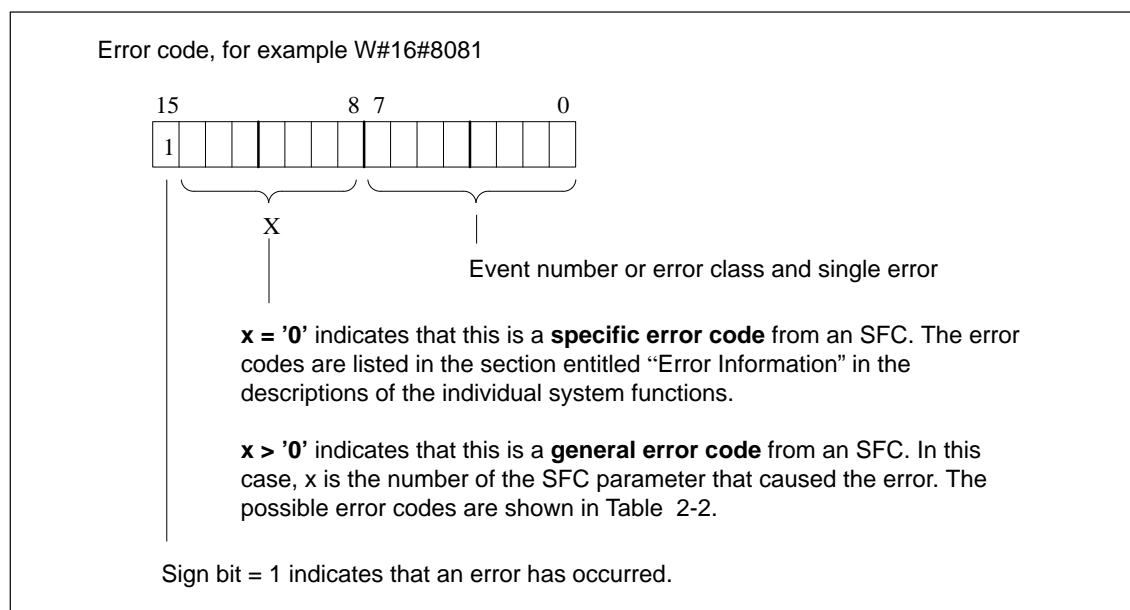 Error code, for example W#16#8081
15 8 7 0
1
X
Event number or error class and single error
x = ’0’ indicates that this is a specific error code from an SFC. The error
codes are listed in the section entitled “Error Information” in the
descriptions of the individual system functions.
x > ’0’ indicates that this is a general error code from an SFC. In this
case, x is the number of the SFC parameter that caused the error. The
possible error codes are shown in Table 2-2.
Sign bit = 1 indicates that an error has occurred.